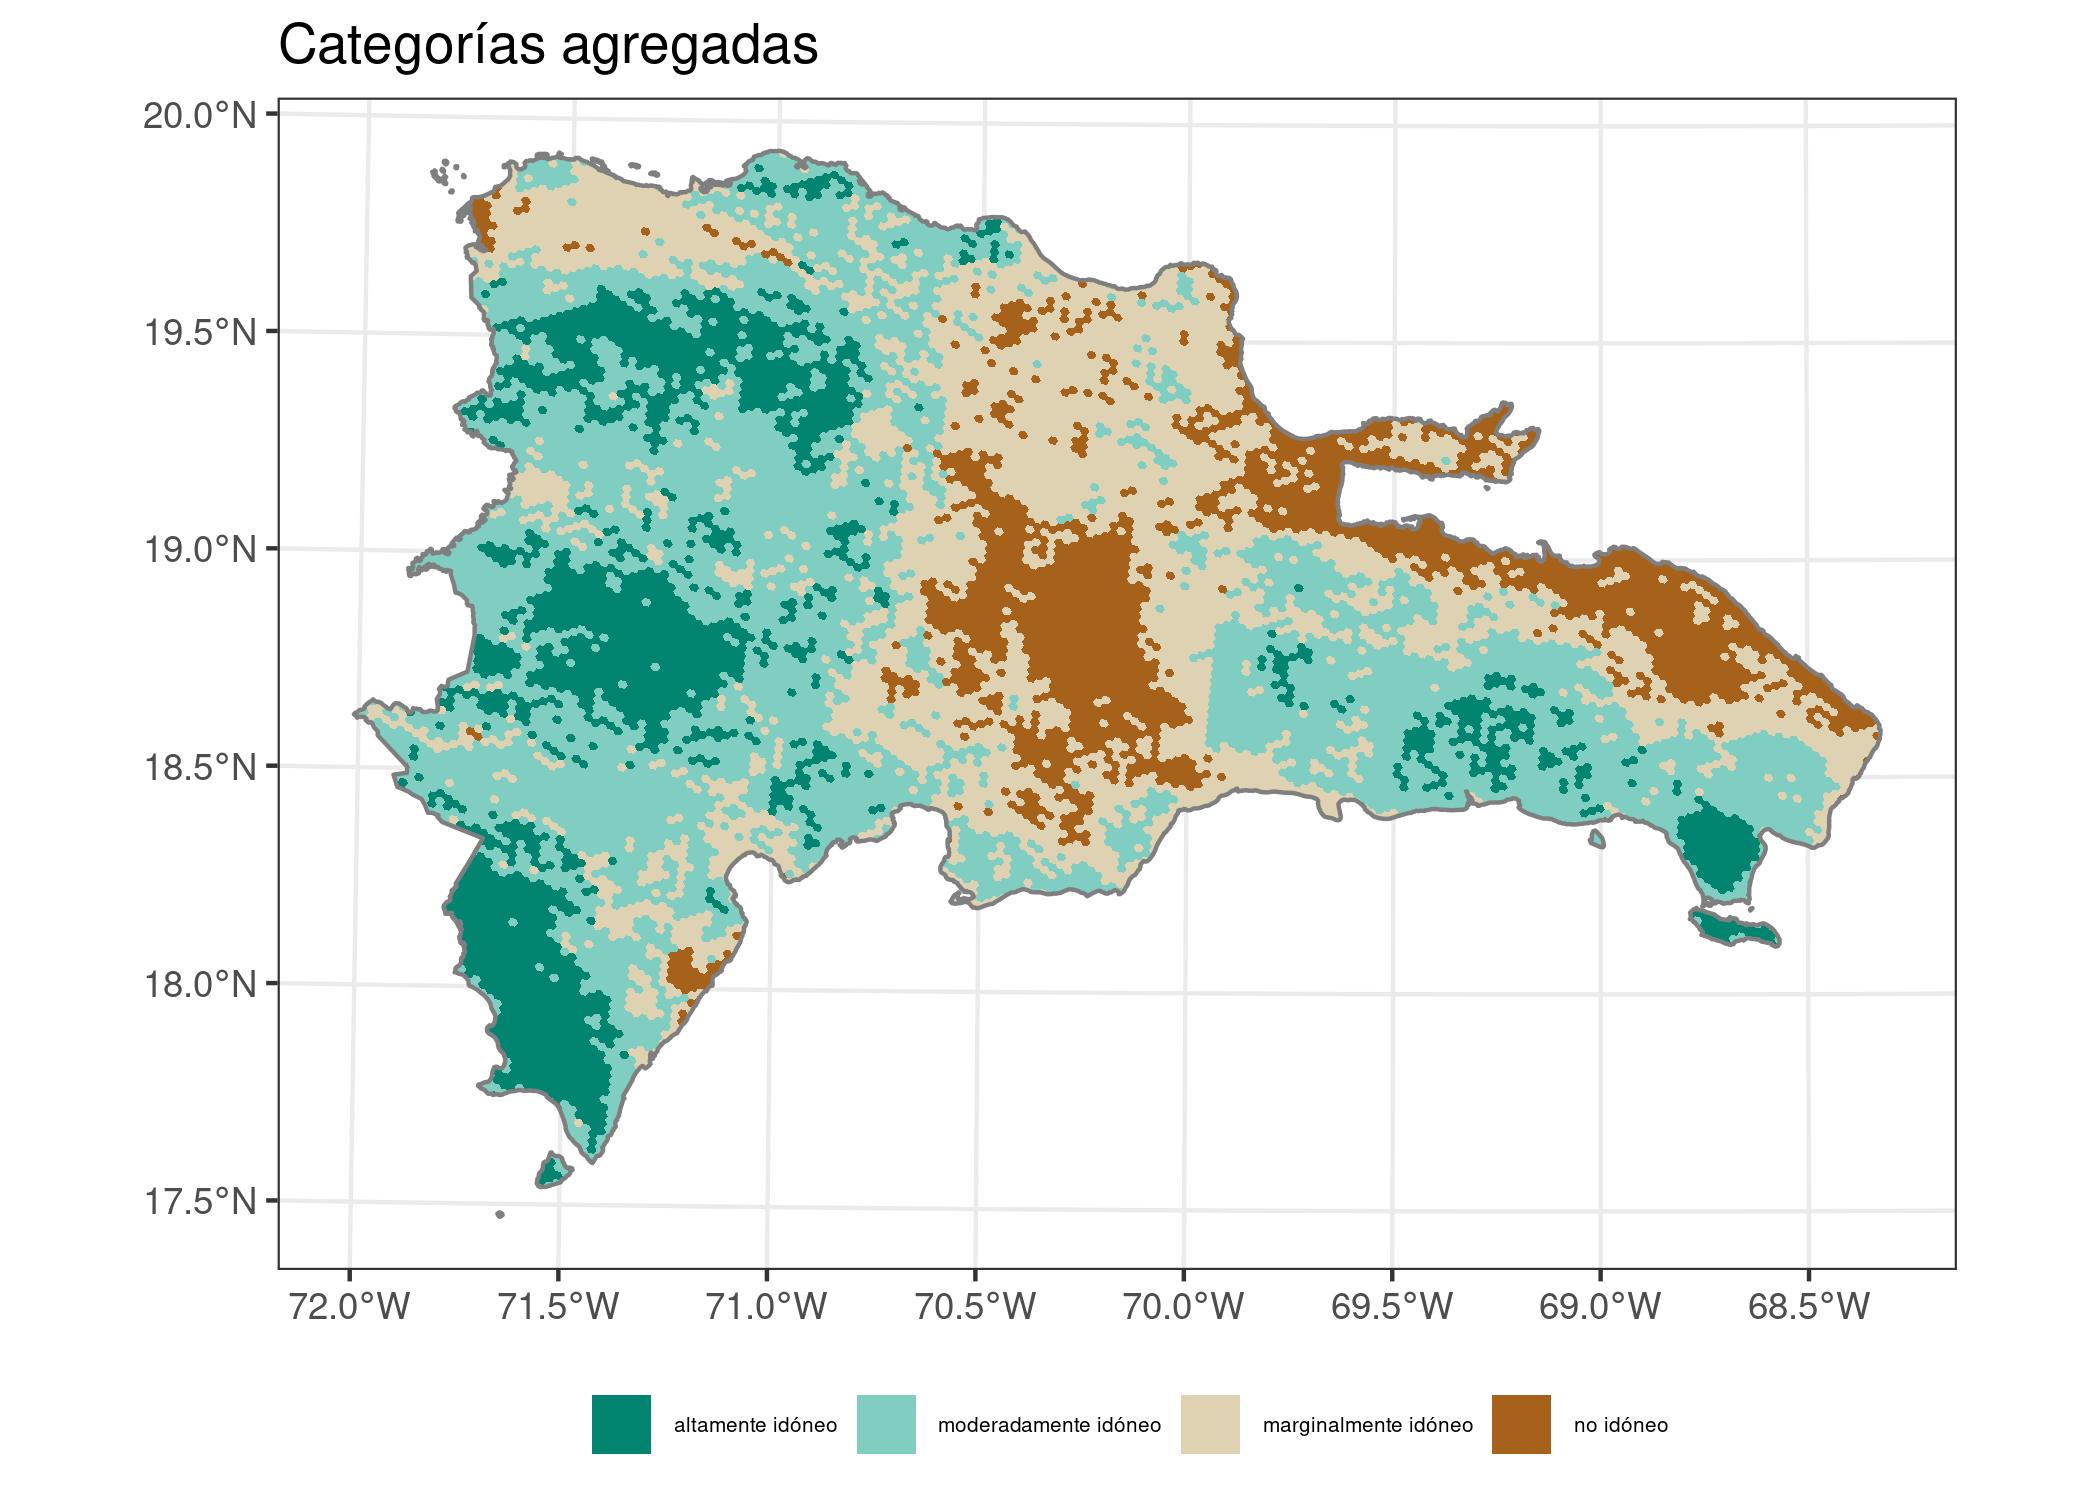 Categorías agregadas
20.0°N
19.5°N
19.0°N
18.5°N
18.0°N
17.5°N
72.0°W 71.5°W 71.0°W 70.5°W 70.0°W 69.5°W 69.0°W 68.5°W
altamente idóneo moderadamente idóneo marginalmente idóneo no idóneo